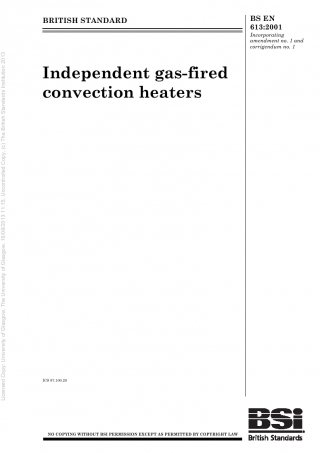 BRITISH STANDARD
BS EN
613:2001
Incorporating
amendment no. 1 and
corrigendum no. 1
Independent gas-fired
convection heaters
Licensed Copy: University of Glasgow, The University of Glasgow, 16/09/2013 11:15, Uncontrolled Copy, (c) The British Standards Institution 2013
ICS 97.100.20
NO COPYING WITHOUT BSI PERMISSION EXCEPT AS PERMITTED BY COPYRIGHT LAW
BSi
British Standards